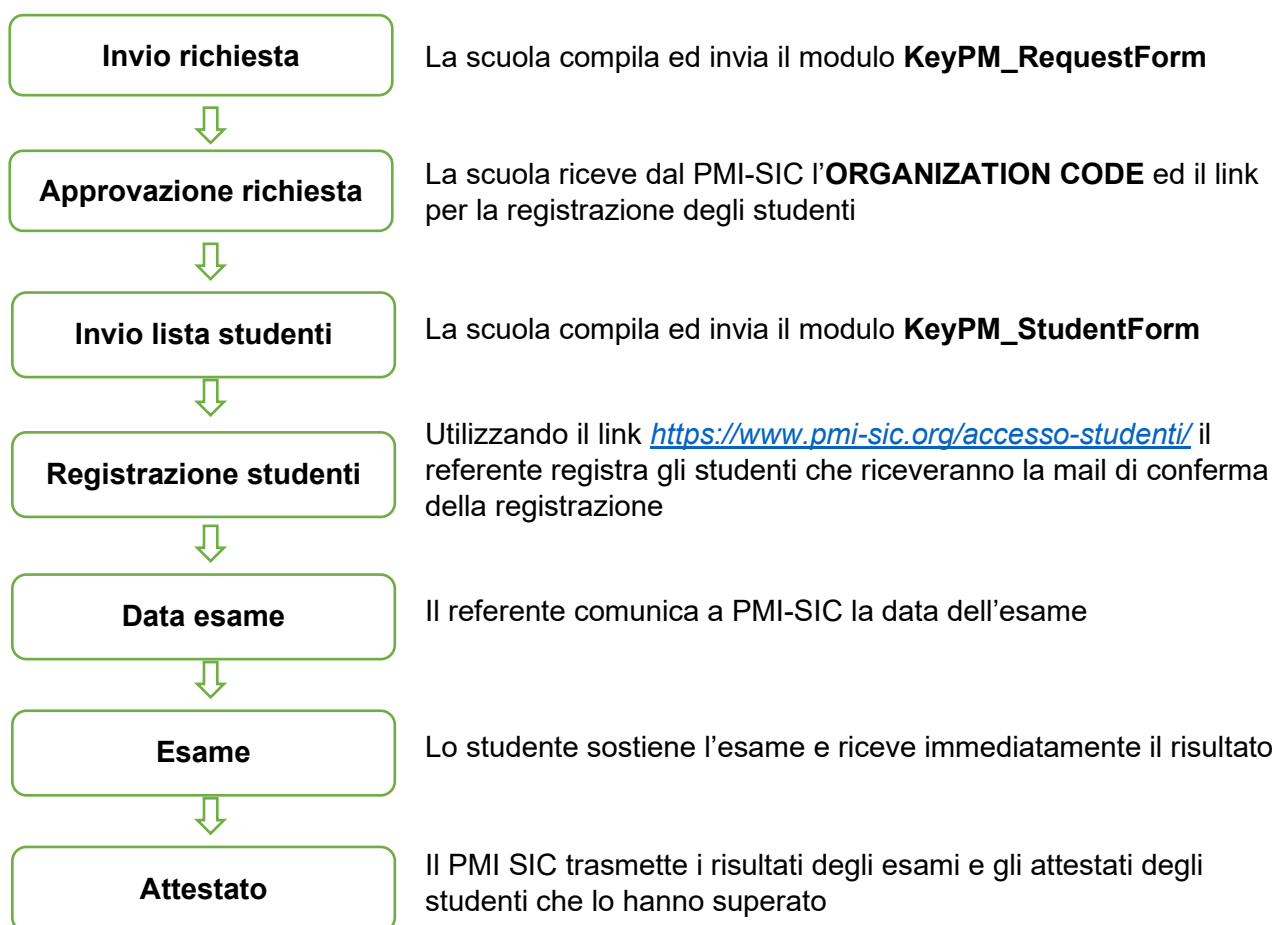 Invio richiesta
La scuola compila ed invia il modulo KeyPM_RequestForm
Approvazione richiesta
La scuola riceve dal PMI-SIC l’ORGANIZATION CODE ed il link
per la registrazione degli studenti
Invio lista studenti
La scuola compila ed invia il modulo KeyPM_StudentForm
Registrazione studenti
Utilizzando il link https://www.pmi-sic.org/accesso-studenti/ il
referente registra gli studenti che riceveranno la mail di conferma
della registrazione
Data esame
Il referente comunica a PMI-SIC la data dell’esame
Esame
Lo studente sostiene l’esame e riceve immediatamente il risultato
Attestato
Il PMI SIC trasmette i risultati degli esami e gli attestati degli
studenti che lo hanno superato